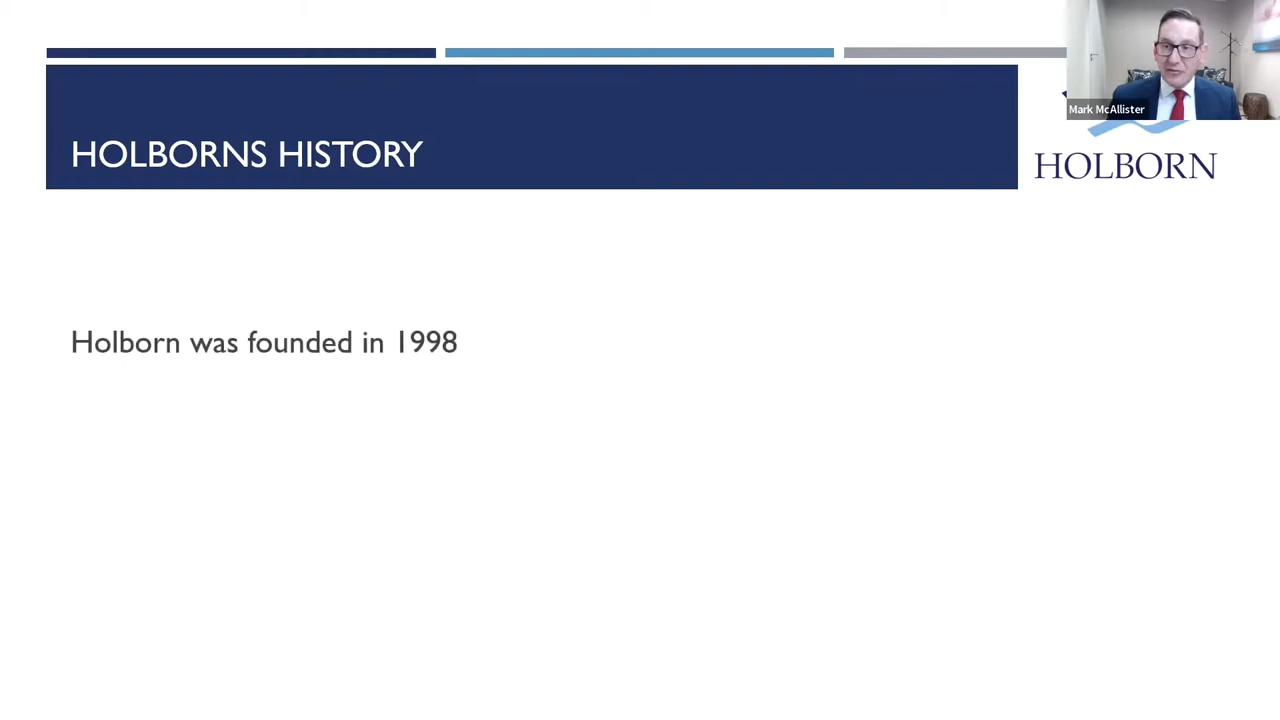 Mark McAllister
HOLBORNS HISTORY
HOLBORN
Holborn was founded in 1998